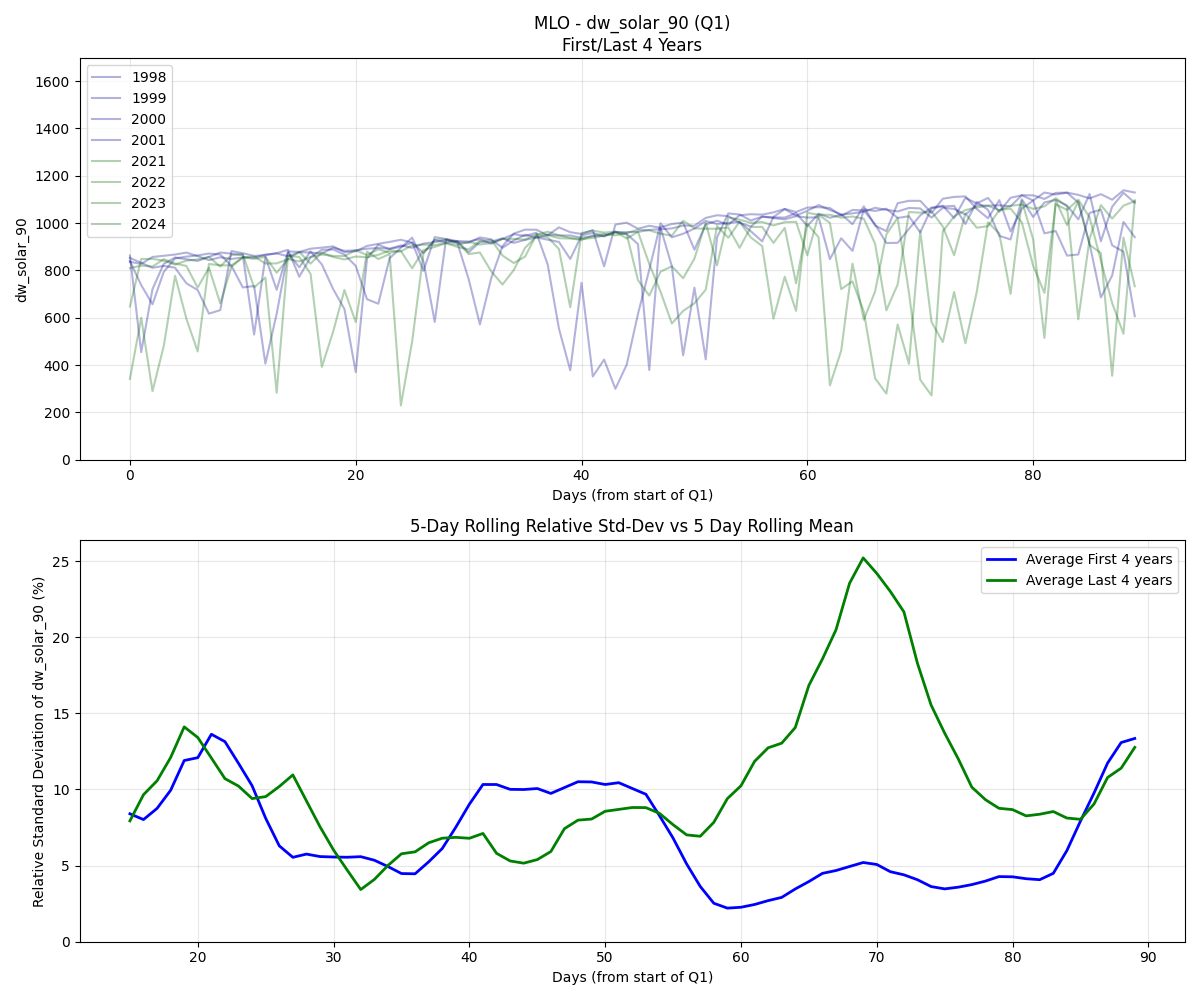 MLO - dw_solar_90 (Q1)
First/Last 4 Years
1600
1400
1200
1000
800
600
400
200
0
dw_solar_90
1998
1999
2000
2001
2021
2022
2023
2024
0 20 40 60 80
Days (from start of Q1)
5-Day Rolling Relative Std-Dev vs 5 Day Rolling Mean
25
20
15
10
5
0
Relative Standard Deviation of dw_solar_90 (%)
Average First 4 years
Average Last 4 years
20 30 40 50 60 70 80 90
Days (from start of Q1)